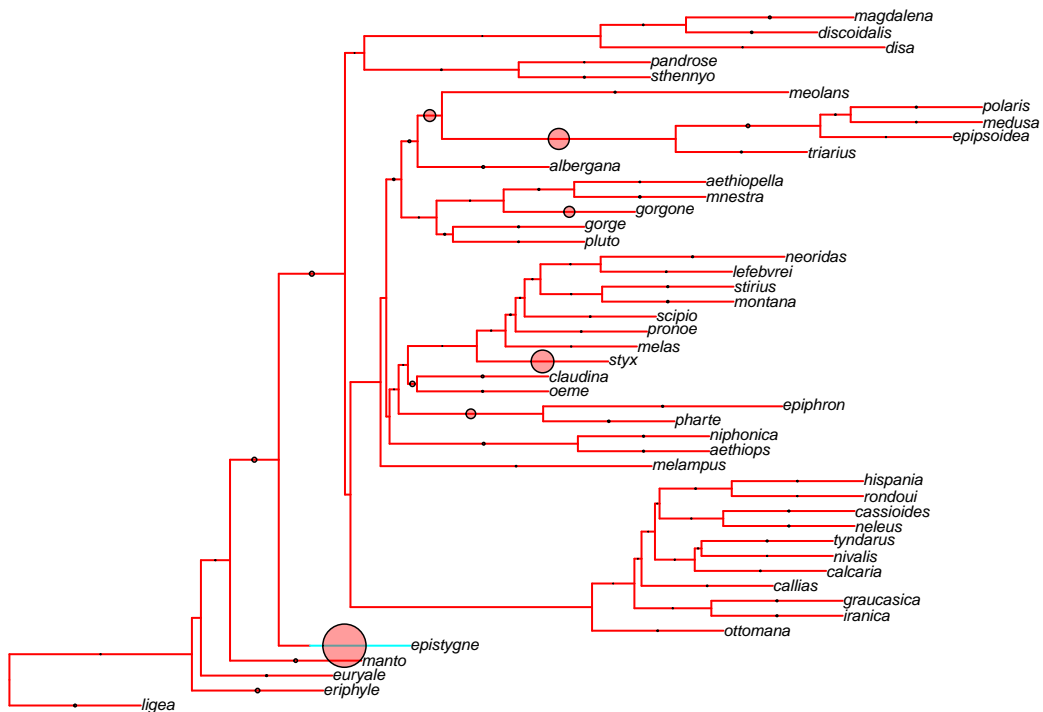 magdalena
discoidalis
disa
pandrose
sthennyo
meolans
polaris
medusa
epipsoidea
triarius
albergana
aethiopella
mnestra
gorgone
gorge
pluto
neoridas
lefebvrei
stirius
montana
scipio
pronoe
melas
styx
claudina
oeme
epiphron
pharte
niphonica
aethiops
melampus
hispania
rondoui
cassioides
neleus
tyndarus
nivalis
calcaria
callias
graucasica
iranica
ottomana
epistygne
manto
euryale
eriphyle
ligea